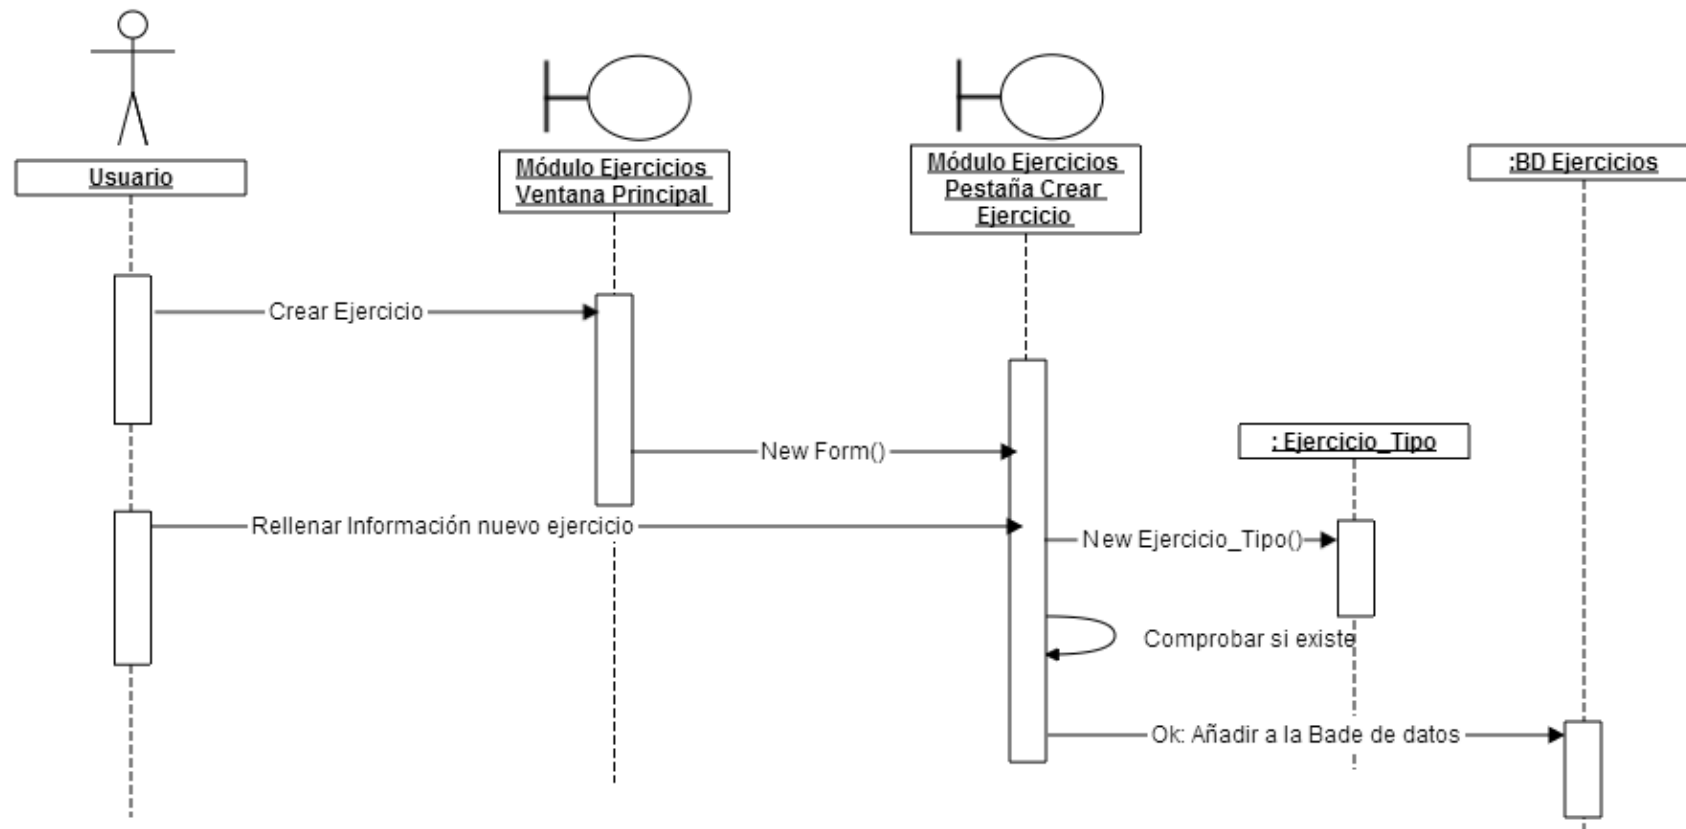 Usuario
Módulo Ejercicios
Ventana Principal
Módulo Ejercicios
Pestaña Crear
Ejercicio
:BD Ejercicios
Crear Ejercicio
New Form()
: Ejercicio_Tipo
Rellenar Información nuevo ejercicio
New Ejercicio_Tipo()
Comprobar si existe
Ok: Añadir a la Bade de datos